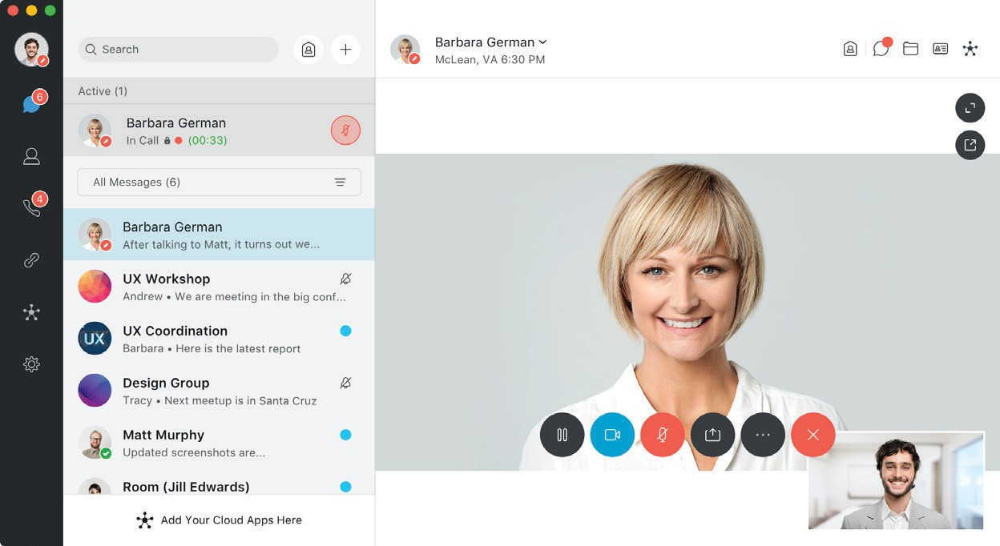 6
4
Search
Active (1)
Barbara German
In Call (00:33)
All Messages (6)
Barbara German
After talking to Matt, it turns out we...
UX Workshop
Andrew • We are meeting in the big conf...
UX
UX Coordination
Barbara • Here is the latest report
Design Group
Tracy • Next meetup is in Santa Cruz
Matt Murphy
Updated screenshots are...
Room (Jill Edwards)
Add Your Cloud Apps Here
Barbara German
McLean, VA 6:30 PM